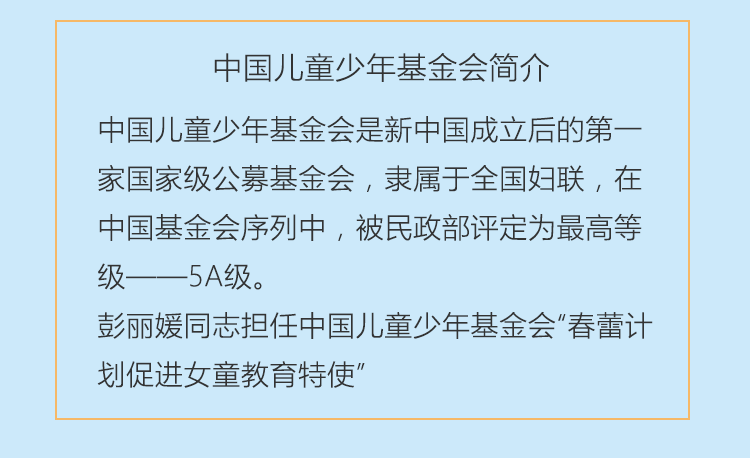 中国儿童少年基金会简介
中国儿童少年基金会是新中国成立后的第一
家国家级公募基金会，隶属于全国妇联，在
中国基金会序列中，被民政部评定为最高等
级——5A级。
彭丽媛同志担任中国儿童少年基金会“春蕾计
划促进女童教育特使”